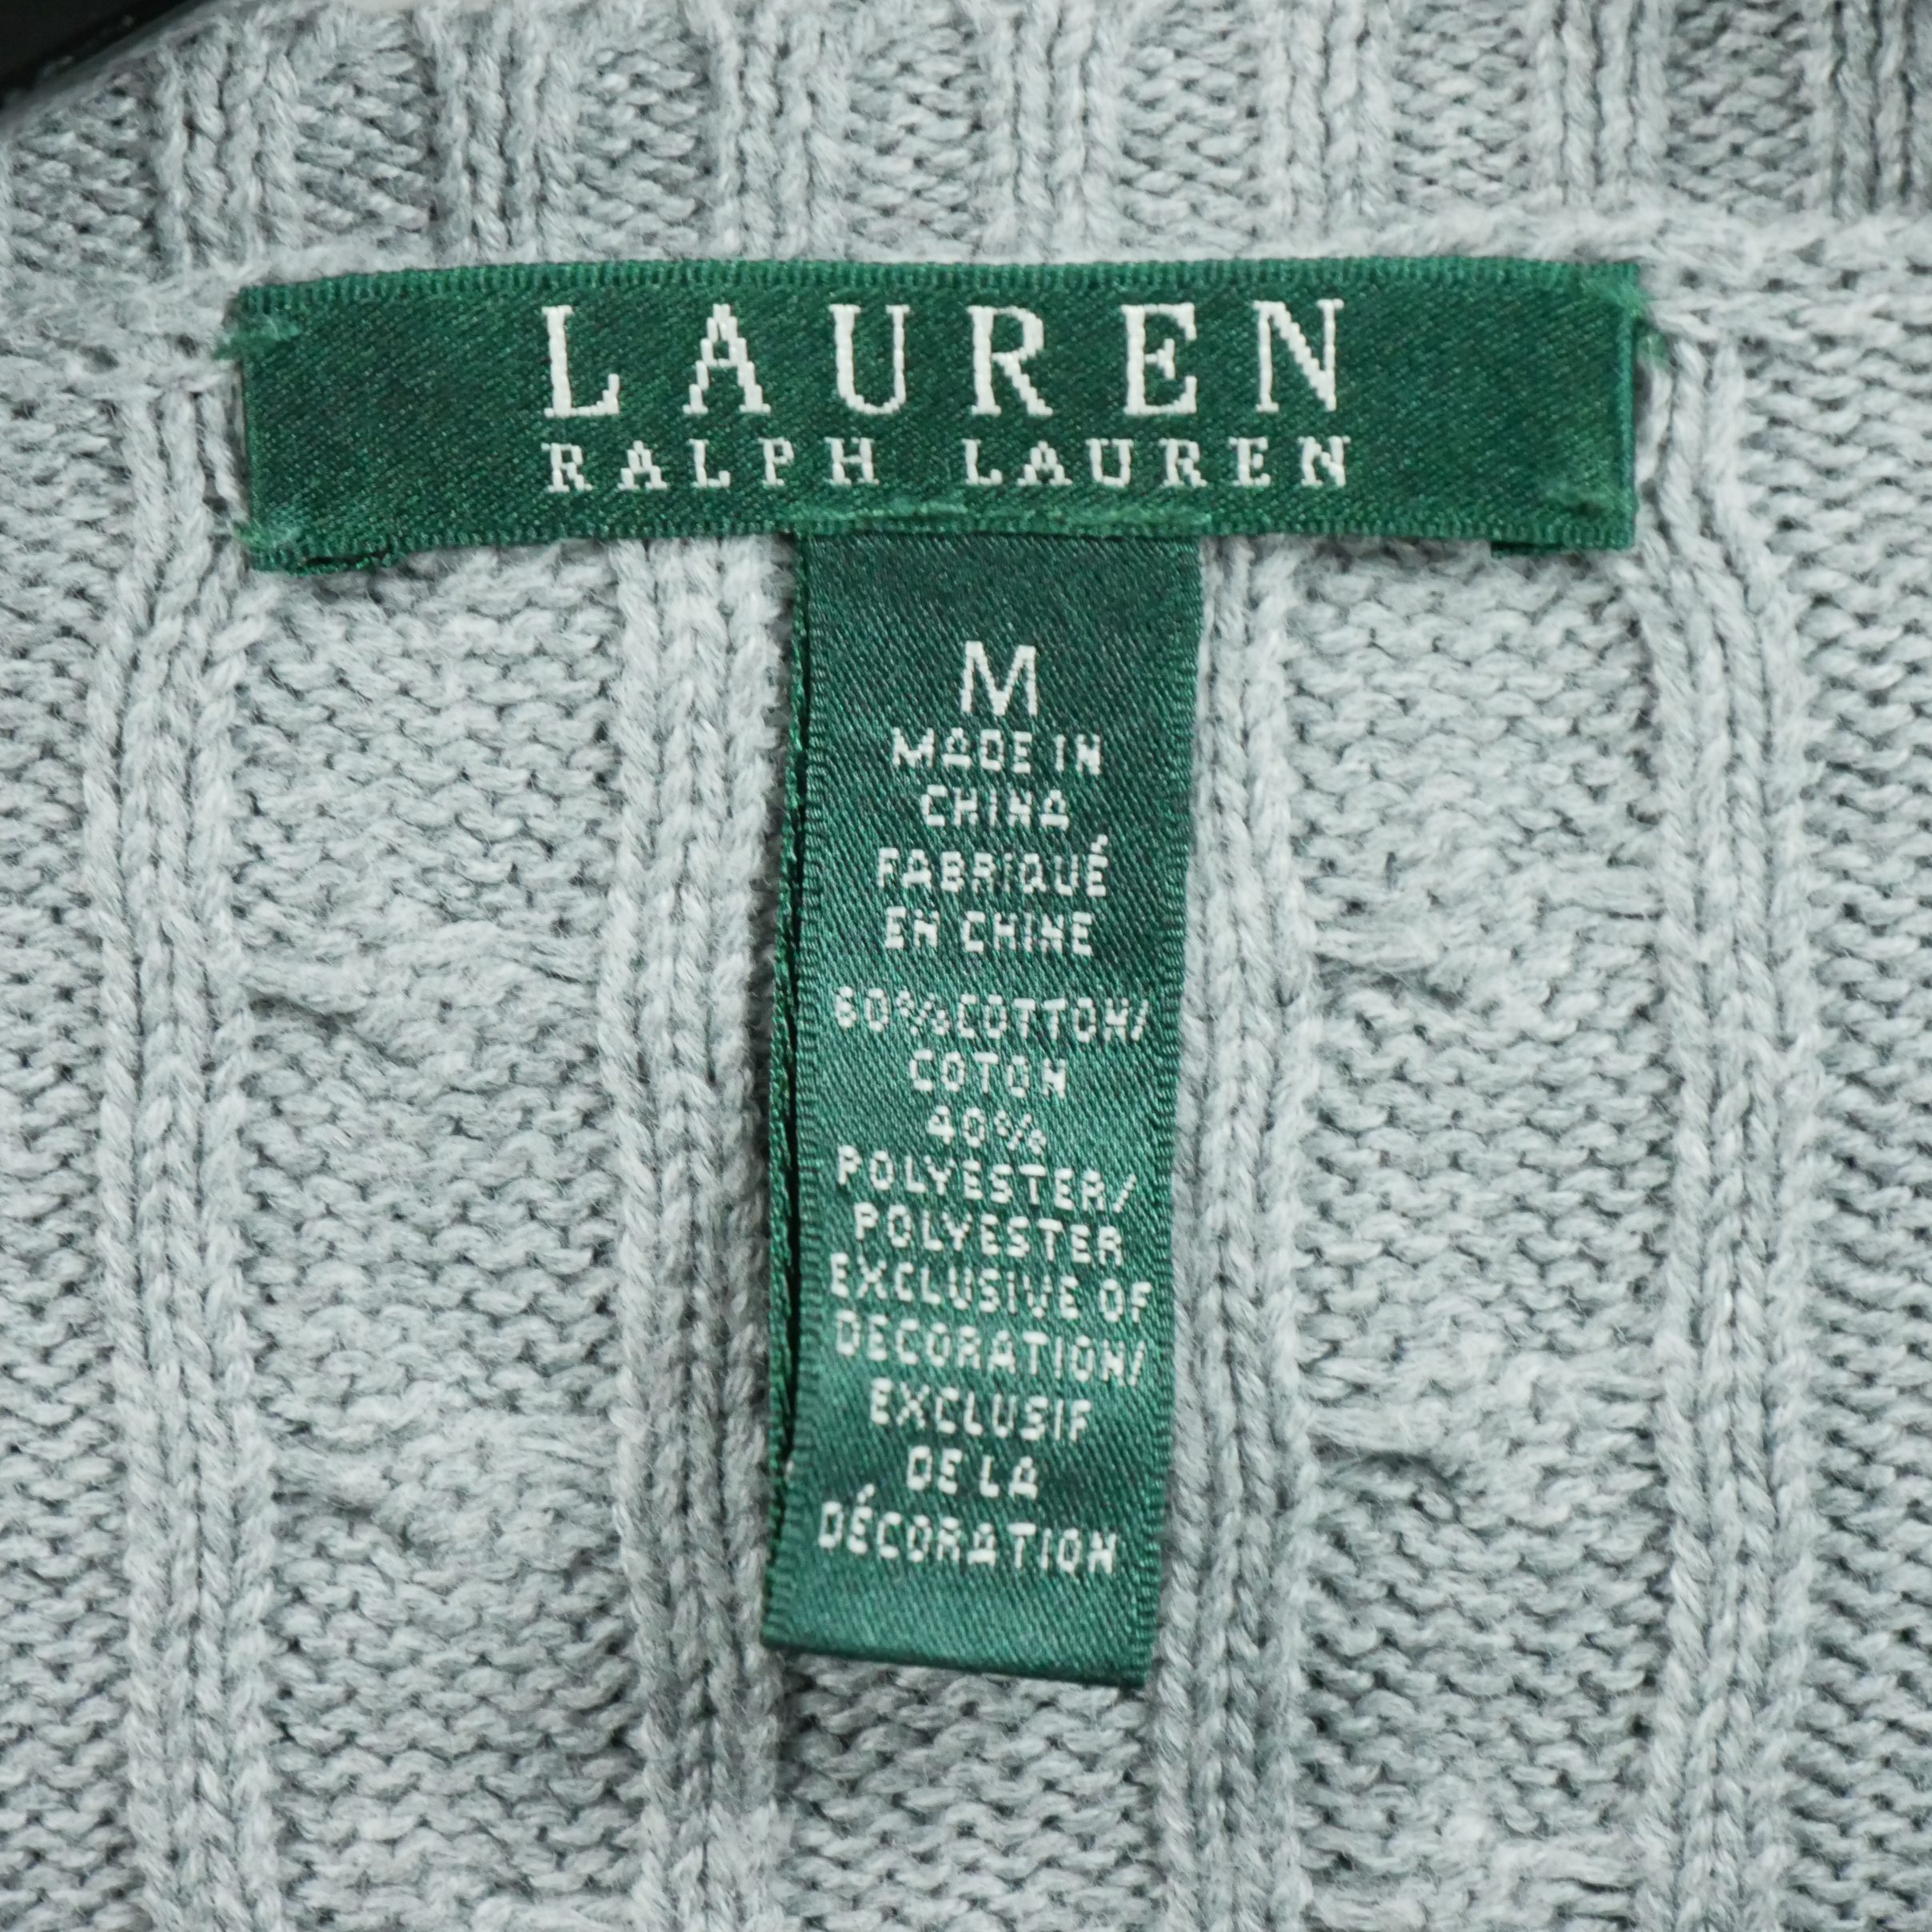 LAUREN
RALPH LAUREN
M
MADE IN
CHINA
FABRIQUÉ
EN CHINE
60% COTTON/
COTON
40%
POLYESTER/
POLYESTER
EXCLUSIVE OF
DECORATION/
EXCLUSIF
DE LA
DÉCORATION